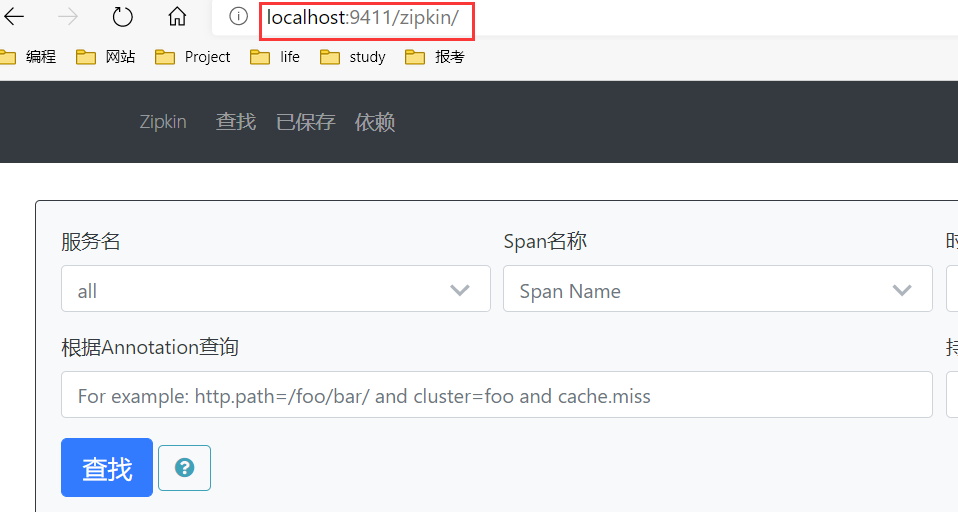 localhost:9411/zipkin/
编程 网站 Project life study 报考
Zipkin 查找 已保存 依赖
服务名 Span名称
all Span Name
根据Annotation查询
For example: http.path=/foo/bar/ and cluster=foo and cache.miss
查找 ?